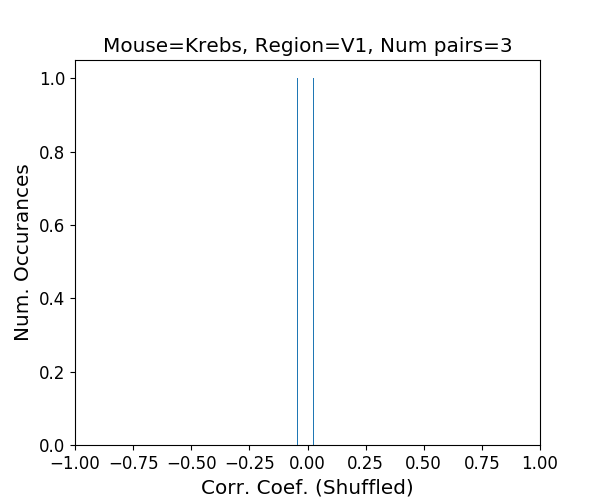 Mouse=Krebs, Region=V1, Num pairs=3
Num. Occurances
1.0
0.8
0.6
0.4
0.2
0.0
−1.00 −0.75 −0.50 −0.25 0.00 0.25 0.50 0.75 1.00
Corr. Coef. (Shuffled)